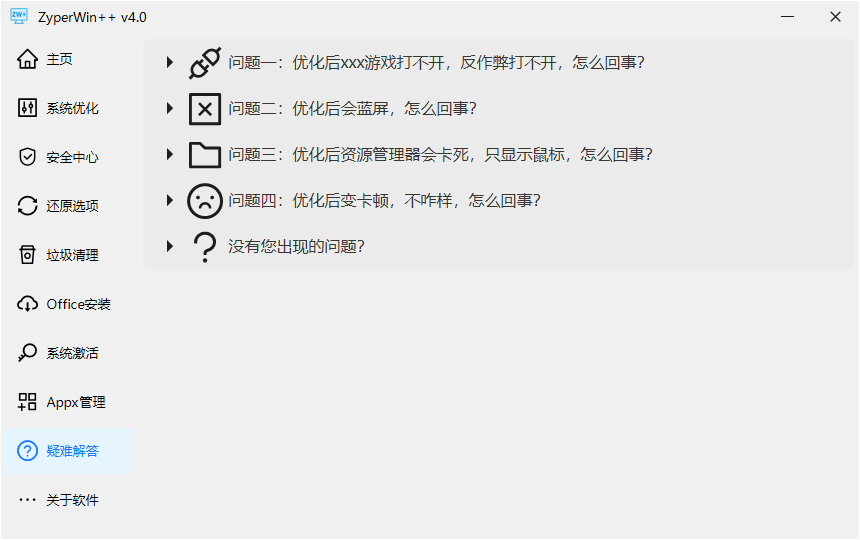 ZW+
ZyperWin++ v4.0
主页
系统优化
安全中心
还原选项
垃圾清理
Office安装
系统激活
Appx管理
疑难解答
关于软件
问题一：优化后xxx游戏打不开，反作弊打不开，怎么回事？
问题二：优化后会蓝屏，怎么回事？
问题三：优化后资源管理器会卡死，只显示鼠标，怎么回事？
问题四：优化后变卡顿，不咋样，怎么回事？
没有您出现的问题？